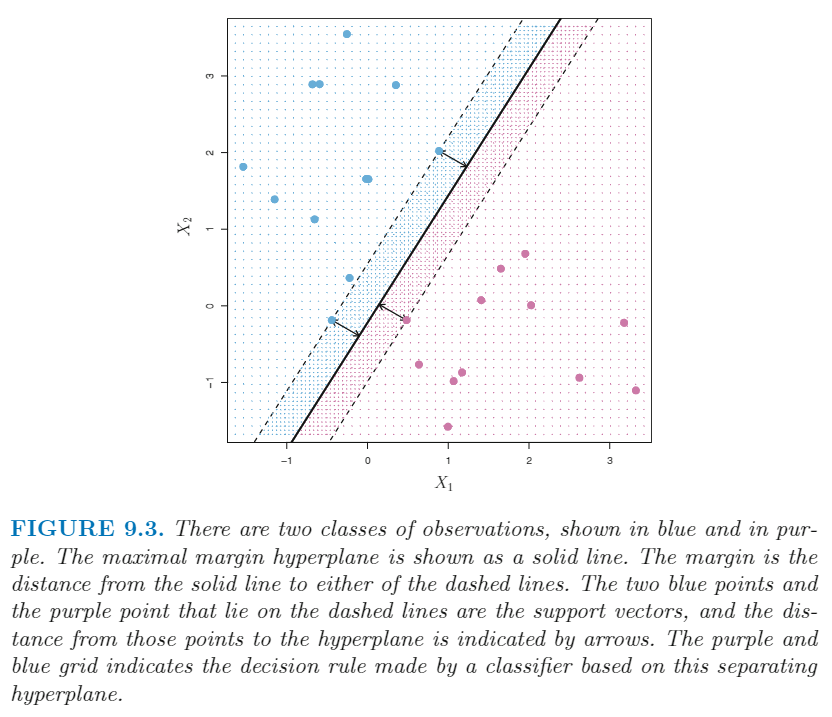 3
2
1
0
−1
X2
−1
0
1
2
3
X1
FIGURE 9.3. There are two classes of observations, shown in blue and in pur-
ple. The maximal margin hyperplane is shown as a solid line. The margin is the
distance from the solid line to either of the dashed lines. The two blue points and
the purple point that lie on the dashed lines are the support vectors, and the dis-
tance from those points to the hyperplane is indicated by arrows. The purple and
blue grid indicates the decision rule made by a classifier based on this separating
hyperplane.